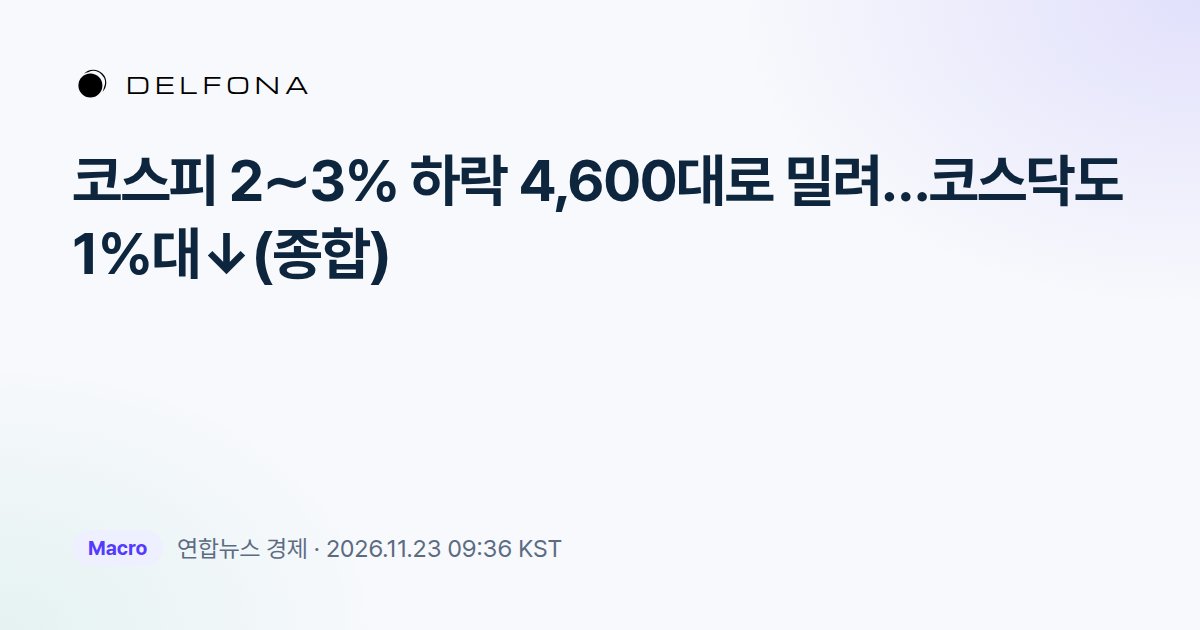 DELFONA
코스피 2~3% 하락 4,600대로 밀려…코스닥도
1%대↓(종합)
Macro 연합뉴스 경제 · 2026.11.23 09:36 KST